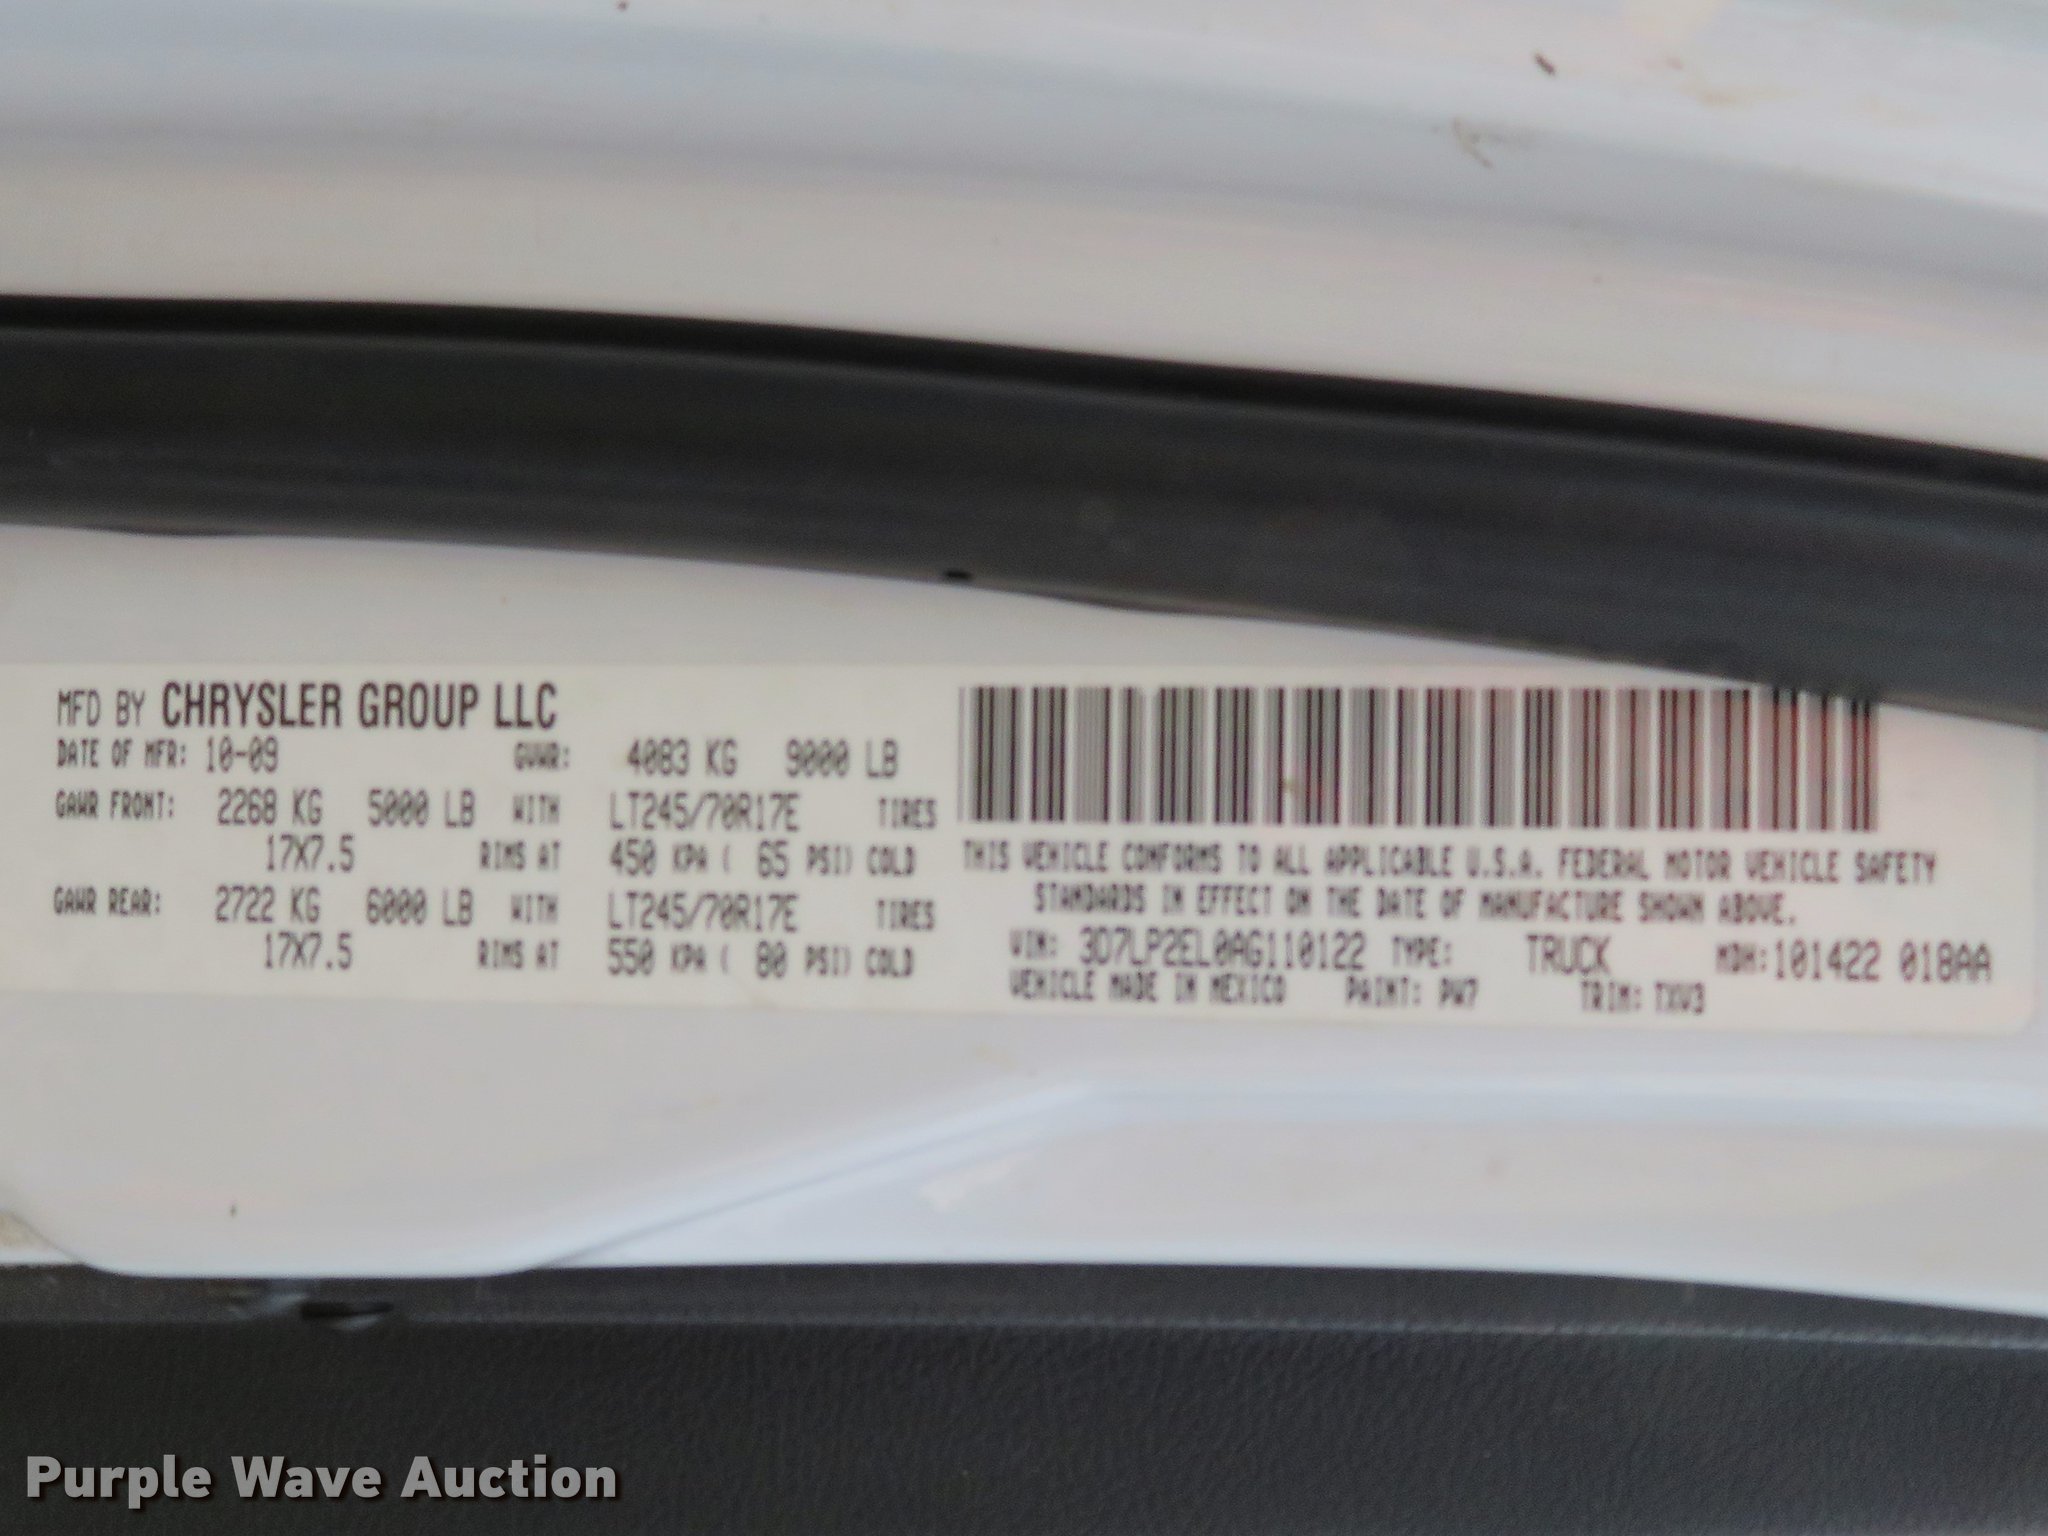 MFD BY CHRYSLER GROUP LLC
DATE OF MFR: 10-09 GVWR: 4083 KG 9000 LB
GAWR FRONT: 2268 KG 5000 LB WITH LT245/70R17E TIRES
17X7.5 RIMS AT 450 KPA ( 65 PSI) COLD
GAWR REAR: 2722 KG 6000 LB WITH LT245/70R17E TIRES
17X7.5 RIMS AT 550 KPA ( 80 PSI) COLD
THIS VEHICLE CONFORMS TO ALL APPLICABLE U.S.A. FEDERAL MOTOR VEHICLE SAFETY
STANDARDS IN EFFECT ON THE DATE OF MANUFACTURE SHOWN ABOVE.
VIN: 3D7LP2EL0AG110122 TYPE: TRUCK MDH:101422 018AA
VEHICLE MADE IN MEXICO PAINT: PW7 TRIM: TXV3
Purple Wave Auction